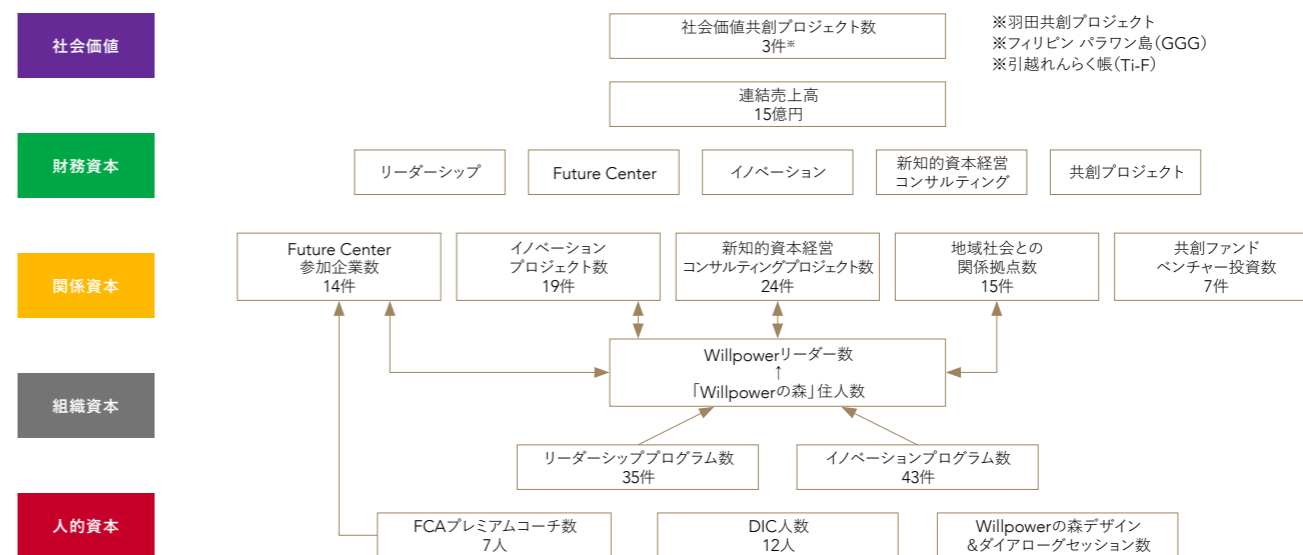 社会価値
社会価値共創プロジェクト数
3件※
※羽田共創プロジェクト
※フィリピン パラワン島(GGG)
※引越れんらく帳(Ti-F)
連結売上高
15億円
財務資本
リーダーシップ
Future Center
イノベーション
新知的資本経営
コンサルティング
共創プロジェクト
関係資本
Future Center
参加企業数
14件
イノベーション
プロジェクト数
19件
新知的資本経営
コンサルティングプロジェクト数
24件
地域社会との
関係拠点数
15件
共創ファンド
ベンチャー投資数
7件
Willpowerリーダー数
↑
「Willpowerの森」住人数
組織資本
リーダーシッププログラム数
35件
イノベーションプログラム数
43件
人的資本
FCAプレミアムコーチ数
7人
DIC人数
12人
Willpowerの森デザイン
&ダイアローグセッション数